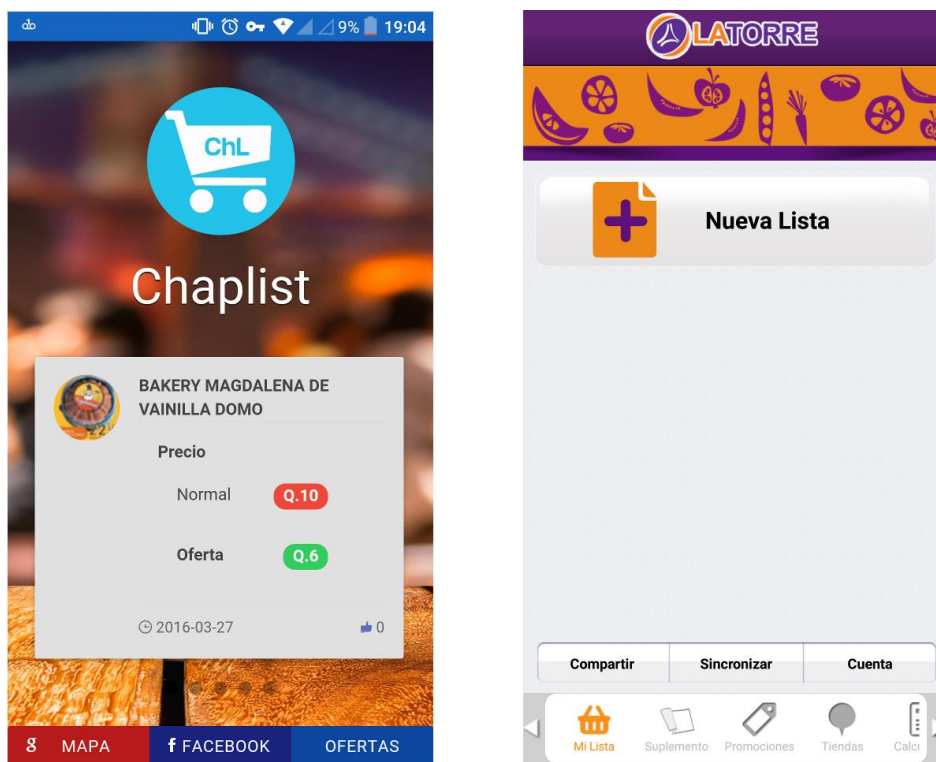 9% 19:04
ChL
Chaplist
BAKERY MAGDALENA DE
VAINILLA DOMO
Precio
Normal Q.10
Oferta Q.6
2016-03-27 0
MAPA f FACEBOOK OFERTAS
LATORRE
Nueva Lista
Compartir Sincronizar Cuenta
Mi Lista Suplemento Promociones Tiendas